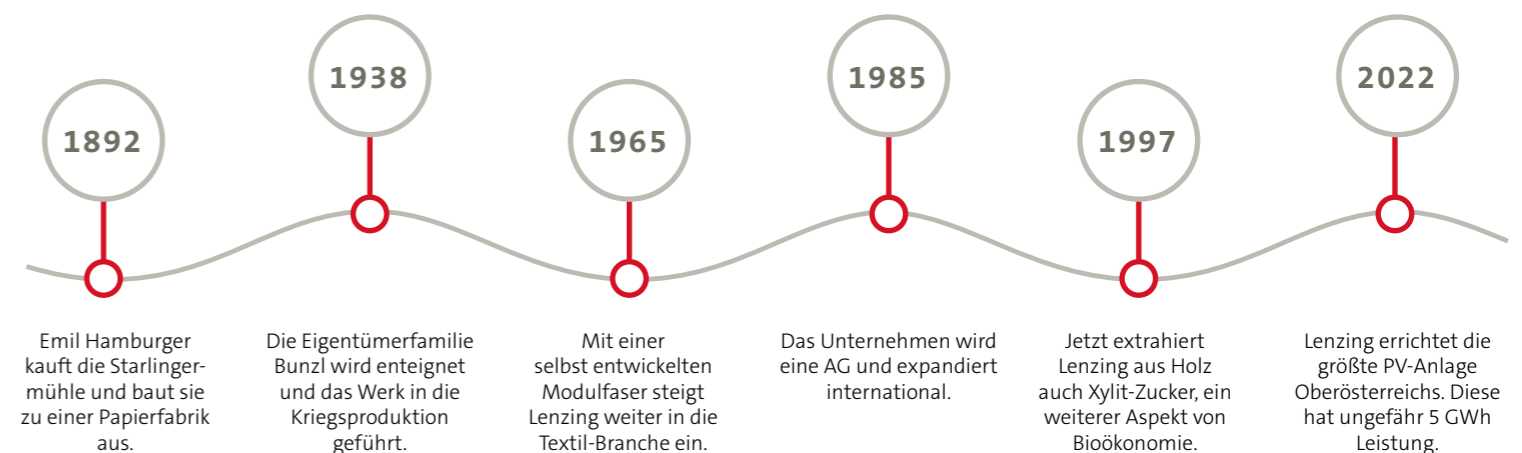 1892
Emil Hamburger
kauft die Starlinger-
mühle und baut sie
zu einer Papierfabrik
aus.
1938
Die Eigentümerfamilie
Bunzl wird enteignet
und das Werk in die
Kriegsproduktion
geführt.
1965
Mit einer
selbst entwickelten
Modulfaser steigt
Lenzing weiter in die
Textil-Branche ein.
1985
Das Unternehmen wird
eine AG und expandiert
international.
1997
Jetzt extrahiert
Lenzing aus Holz
auch Xylit-Zucker, ein
weiterer Aspekt von
Bioökonomie.
2022
Lenzing errichtet die
größte PV-Anlage
Oberösterreichs. Diese
hat ungefähr 5 GWh
Leistung.